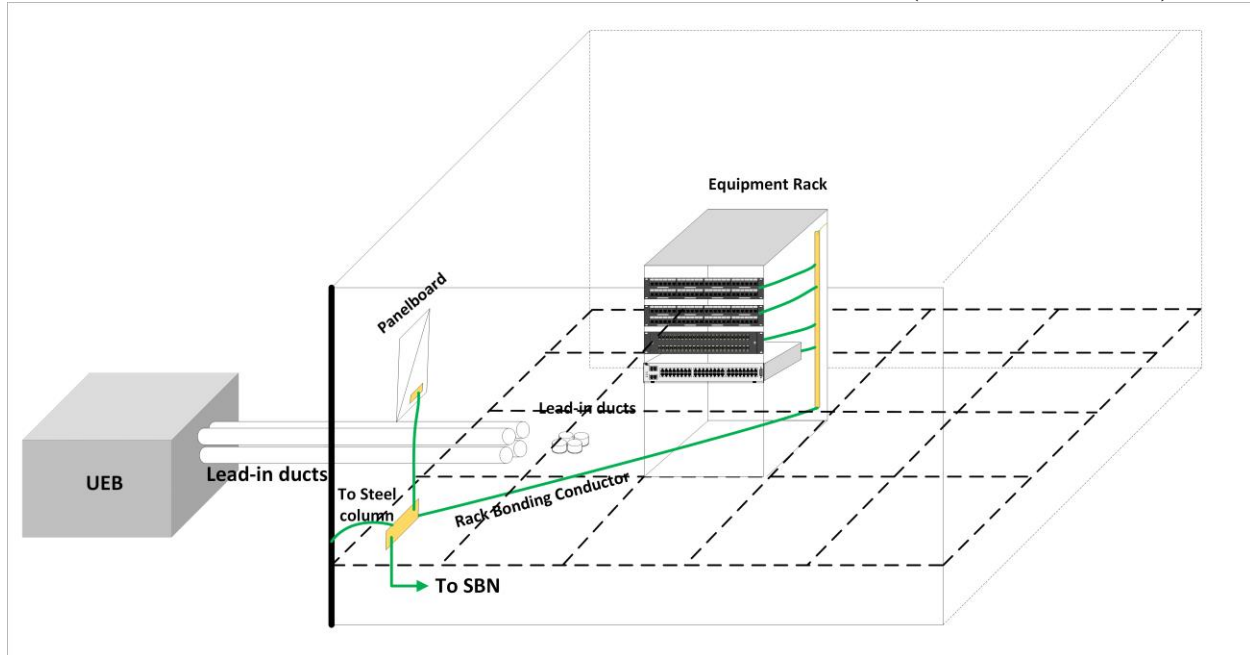 Equipment Rack
Panelboard
Lead-in ducts
UEB
Lead-in ducts
To Steel
column
Rack Bonding Conductor
To SBN